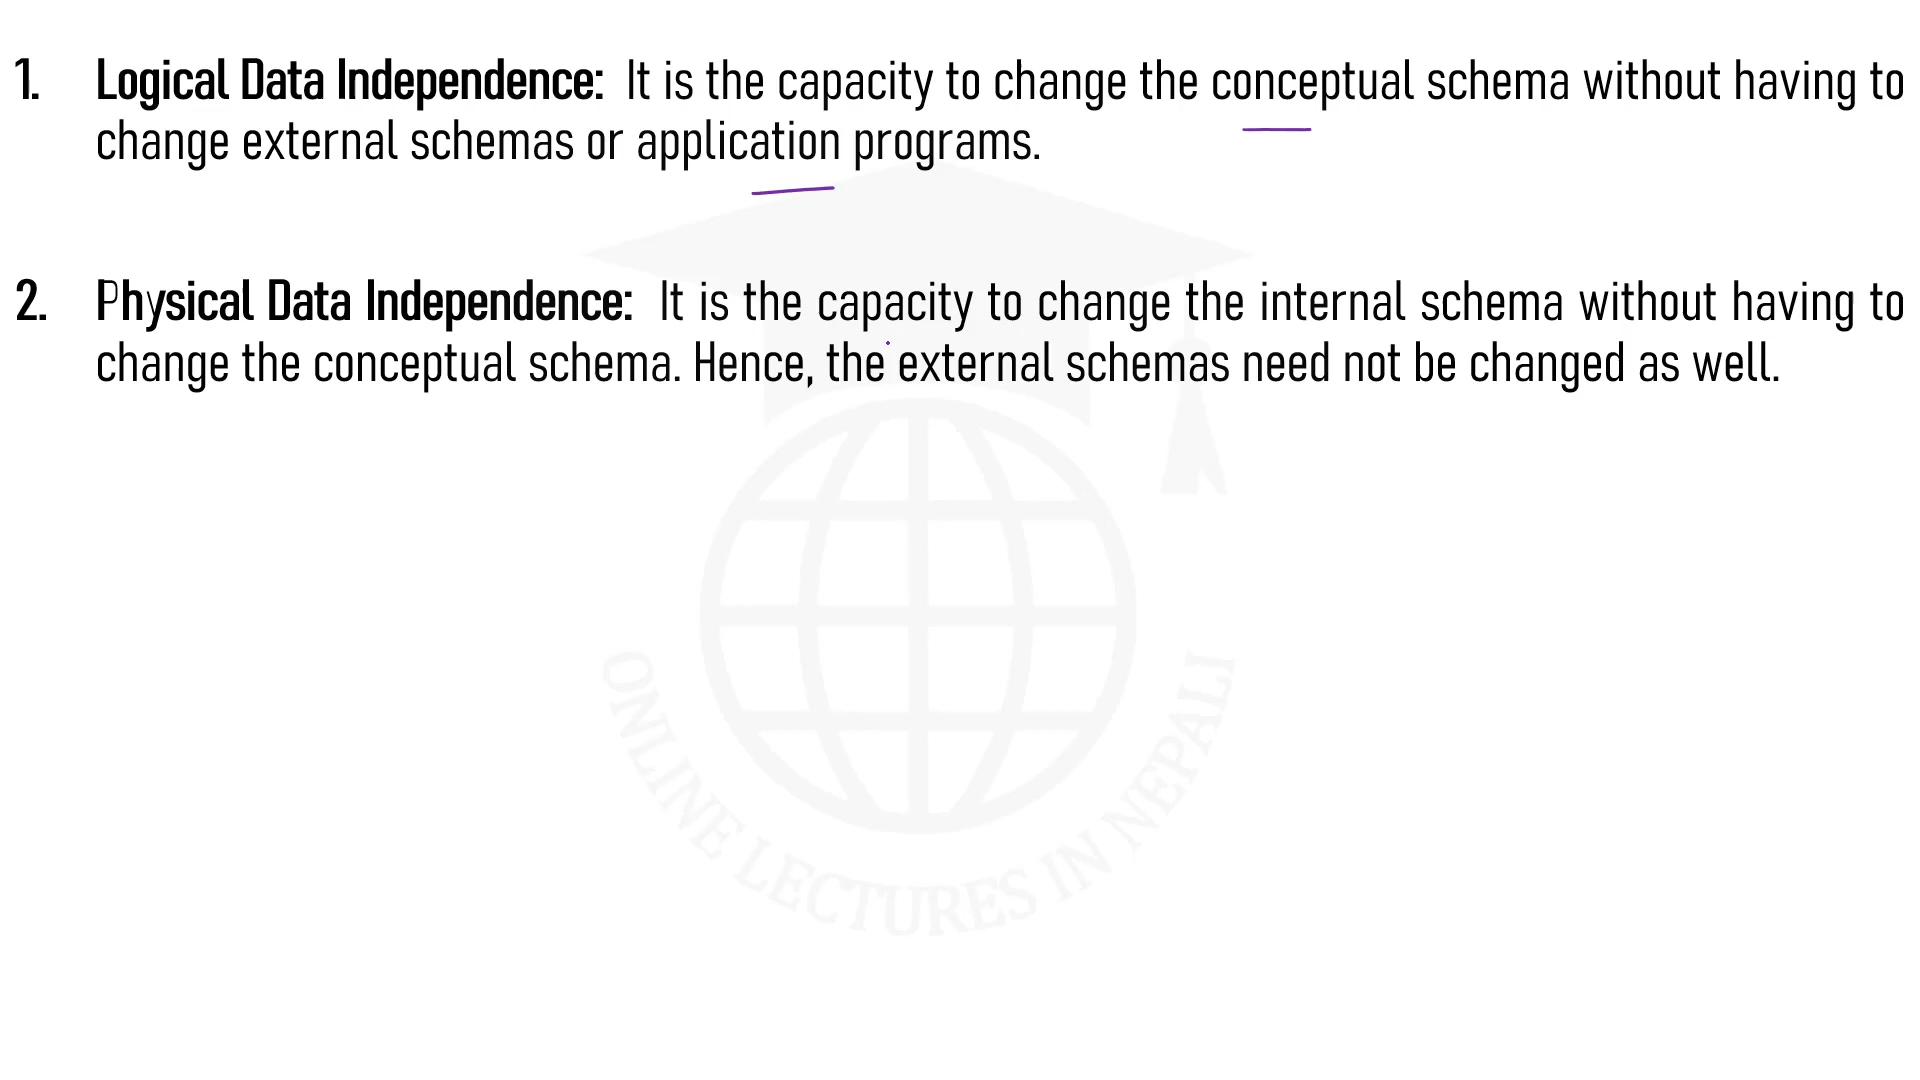 1. Logical Data Independence: It is the capacity to change the conceptual schema without having to
change external schemas or application programs.
2. Physical Data Independence: It is the capacity to change the internal schema without having to
change the conceptual schema. Hence, the external schemas need not be changed as well.
ONLINE LECTURES IN NEPALI